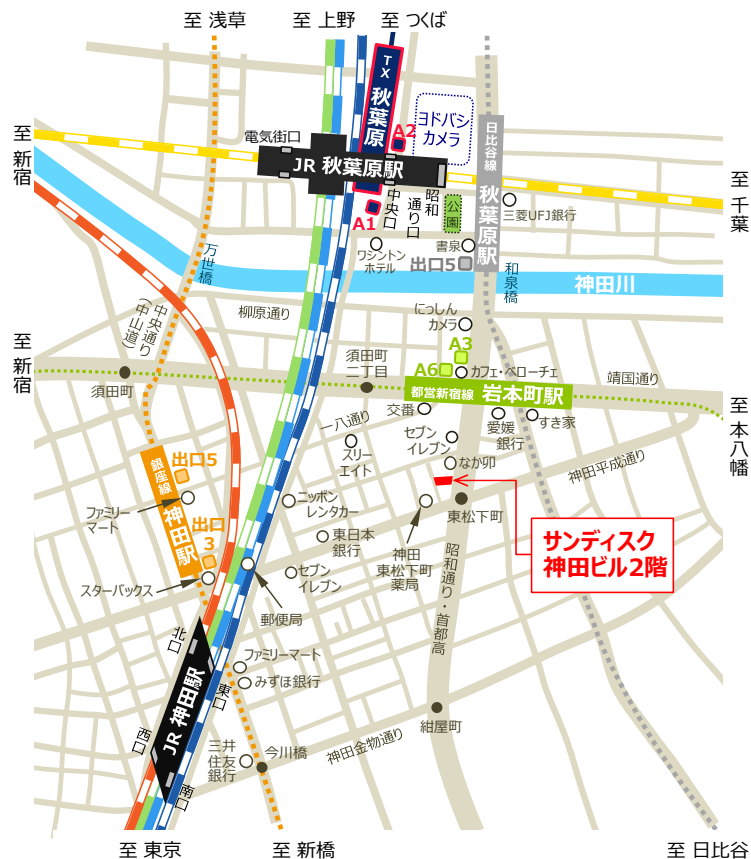 至 浅草
至 上野
至 つくば
TX 秋葉原
A2
ヨドバシ
カメラ
日比谷線
秋葉原駅
電気街口
至 新宿
JR 秋葉原駅
中央口
昭和
通り口
公園
至 千葉
三菱UFJ銀行
A1
ワシントン
ホテル
書泉
出口5
万世橋
和泉橋
神田川
中央通り
(中山道)
柳原通り
にっしん
カメラ
至 新宿
須田町
須田町
二丁目
A3
A6
カフェ・ベローチェ
靖国通り
都営新宿線 岩本町駅
至 本八幡
交番
愛媛
銀行
すき家
一八通り
スリー
エイト
セブン
イレブン
なか卯
神田平成通り
銀座線
神田駅
出口5
ファミリー
マート
出口
3
ニッポン
レンタカー
東日本
銀行
神田
東松下町
薬局
東松下町
サンディスク
神田ビル2階
スターバックス
セブン
イレブン
郵便局
昭和通り・首都高
北口
JR 神田駅
東口
西口
南口
ファミリーマート
みずほ銀行
三井
住友
銀行
今川橋
神田金物通り
紺屋町
至 東京
至 新橋
至 日比谷